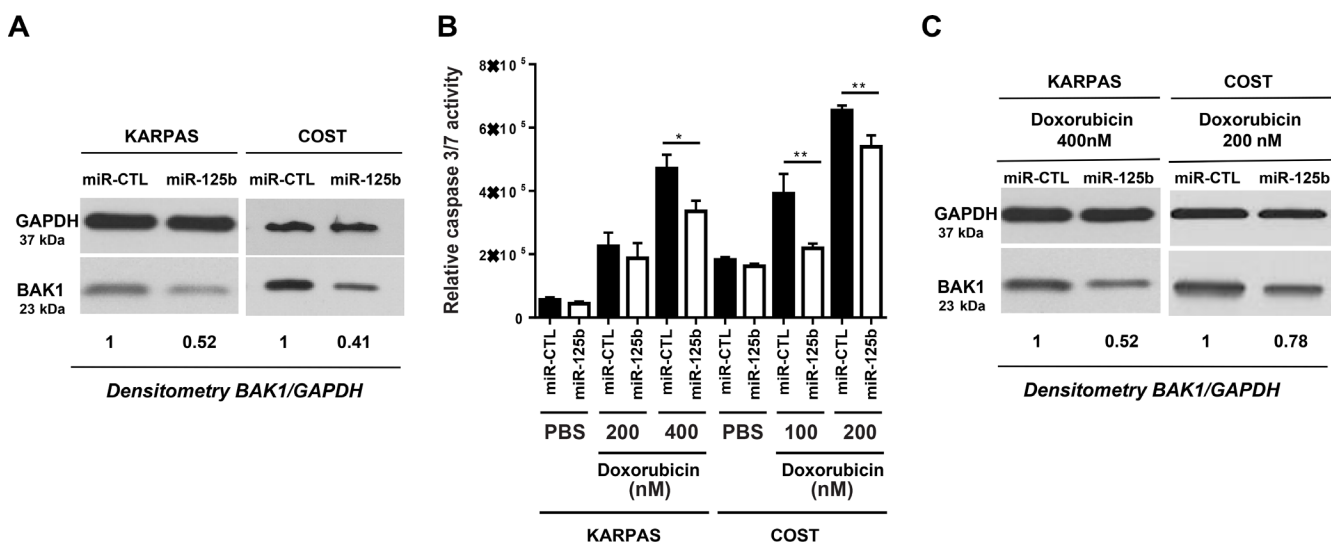 A
KARPAS COST
miR-CTL miR-125b miR-CTL miR-125b
GAPDH
37 kDa
BAK1
23 kDa
1 0.52 1 0.41
Densitometry BAK1/GAPDH
B
Relative caspase 3/7 activity
8✖10 5
6✖10 5
4✖10 5
2✖10 5
0
* ** **
miR-CTL miR-125b miR-CTL miR-125b miR-CTL miR-125b miR-CTL miR-125b miR-CTL miR-125b miR-CTL miR-125b
PBS 200 400 PBS 100 200
Doxorubicin Doxorubicin
(nM) (nM)
KARPAS COST
C
KARPAS COST
Doxorubicin Doxorubicin
400nM 200 nM
miR-CTL miR-125b miR-CTL miR-125b
GAPDH
37 kDa
BAK1
23 kDa
1 0.52 1 0.78
Densitometry BAK1/GAPDH